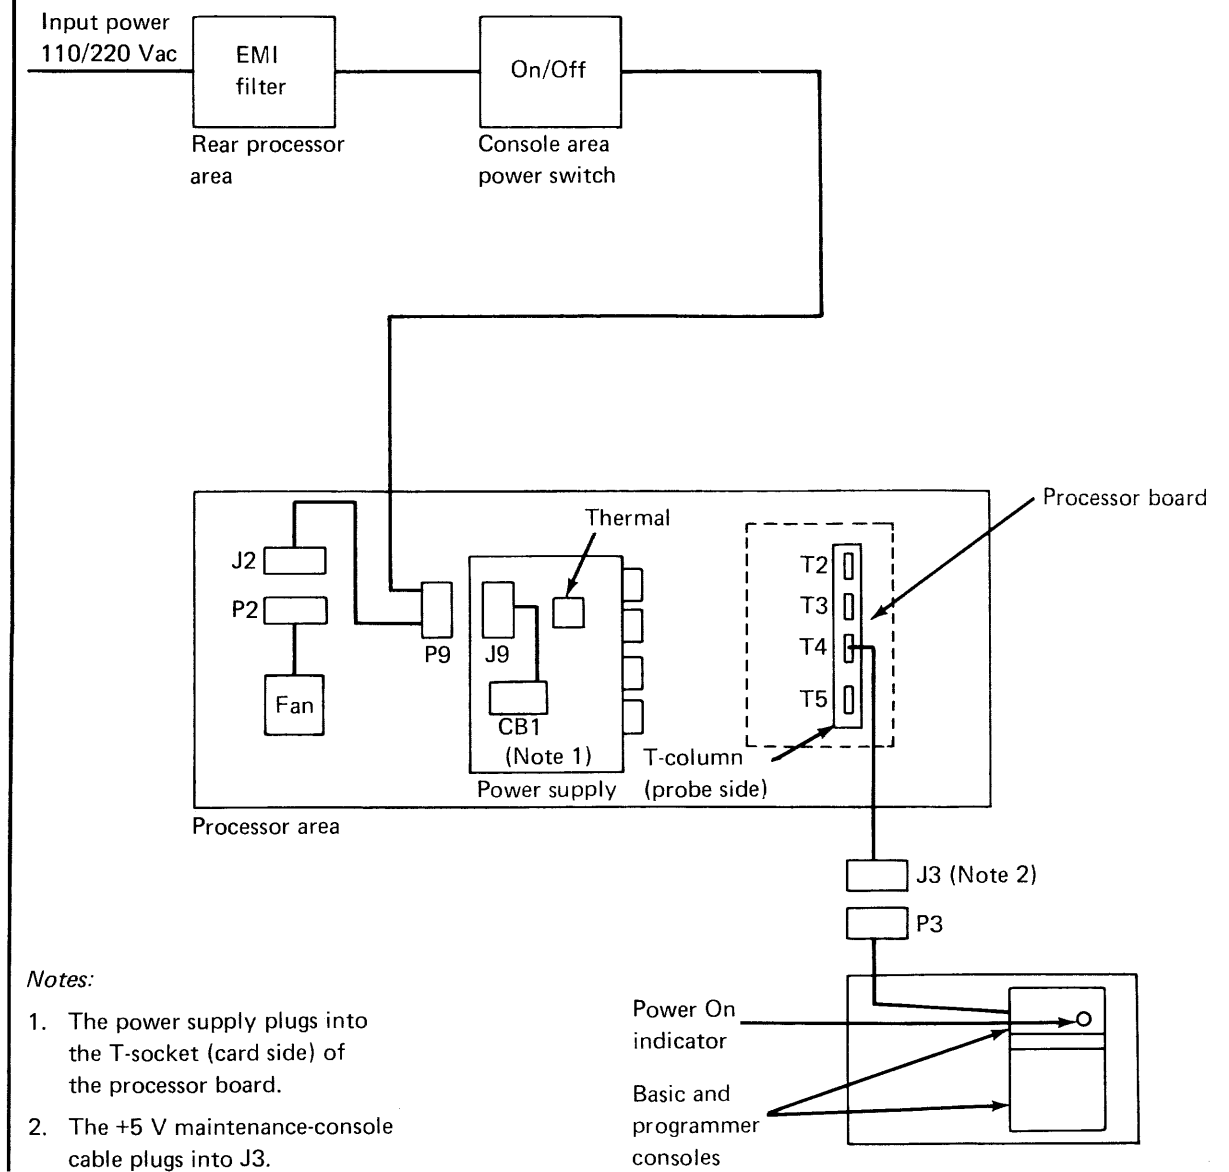 Input power
110/220 Vac
EMI
filter
On/Off
Rear processor
area
Console area
power switch
Processor board
Thermal
J2
P2
Fan
P9
J9
CB1
(Note 1)
Power supply
T2
T3
T4
T5
T-column
(probe side)
Processor area
J3 (Note 2)
P3
Notes:
1. The power supply plugs into
the T-socket (card side) of
the processor board.
2. The +5 V maintenance-console
cable plugs into J3.
Power On
indicator
Basic and
programmer
consoles